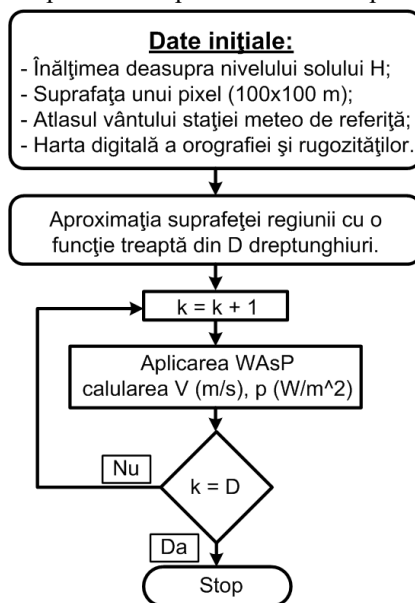 Date iniţiale:
- Înălţimea deasupra nivelului solului H;
- Suprafaţa unui pixel (100x100 m);
- Atlasul vântului staţiei meteo de referiţă;
- Harta digitală a orografiei şi rugozităţilor.
Aproximaţia suprafeţei regiunii cu o
funcţie treaptă din D dreptunghiuri.
k = k + 1
Aplicarea WAsP
calularea V (m/s), p (W/m^2)
Nu
k = D
Da
Stop